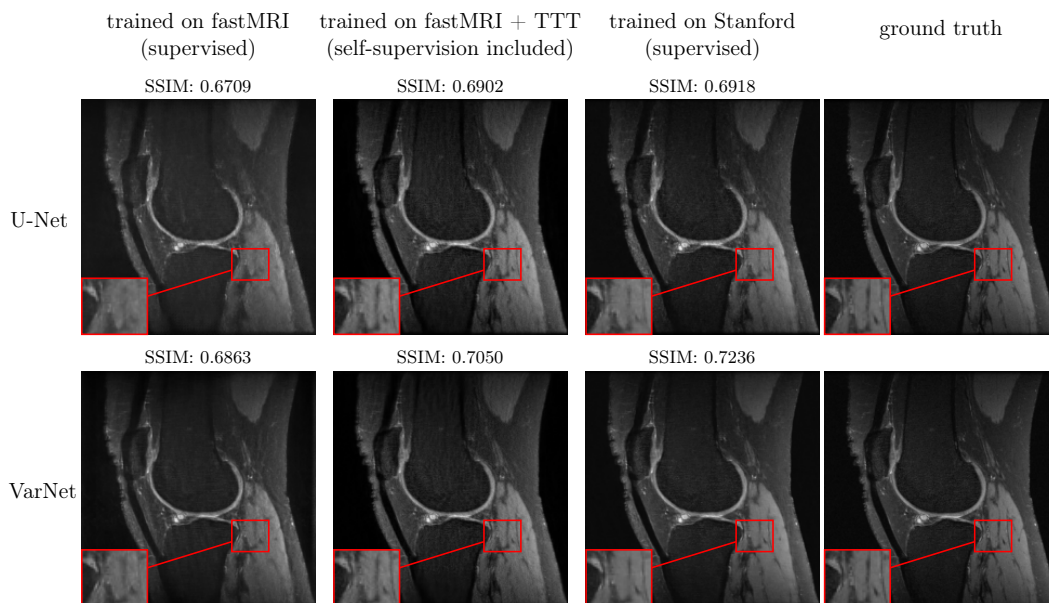 trained on fastMRI
(supervised)
trained on fastMRI + TTT
(self-supervision included)
trained on Stanford
(supervised)
ground truth
SSIM: 0.6709
SSIM: 0.6902
SSIM: 0.6918
U-Net
SSIM: 0.6863
SSIM: 0.7050
SSIM: 0.7236
VarNet